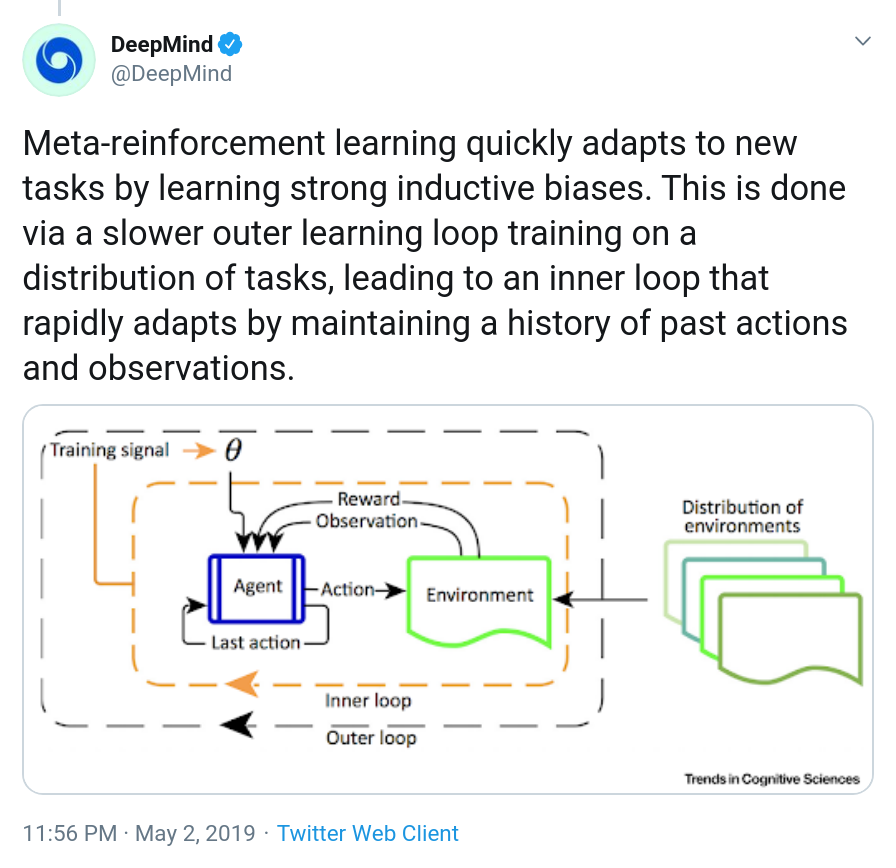 DeepMind
@DeepMind
Meta-reinforcement learning quickly adapts to new
tasks by learning strong inductive biases. This is done
via a slower outer learning loop training on a
distribution of tasks, leading to an inner loop that
rapidly adapts by maintaining a history of past actions
and observations.
Training signal
θ
Reward
Observation
Distribution of
environments
Agent
Action
Environment
Last action
Inner loop
Outer loop
Trends in Cognitive Sciences
11:56 PM · May 2, 2019 · Twitter Web Client